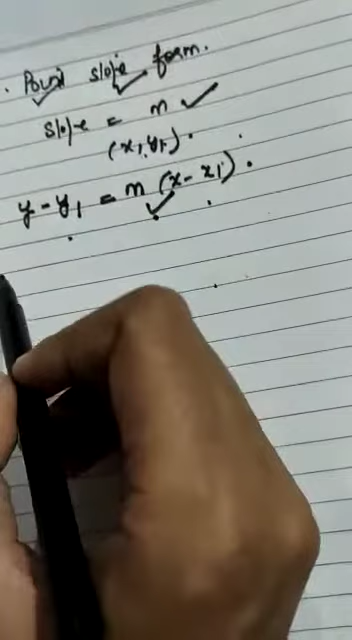 . Point slope form.
slope = m
(x₁, y₁).
y - y₁ = m (x - x₁).